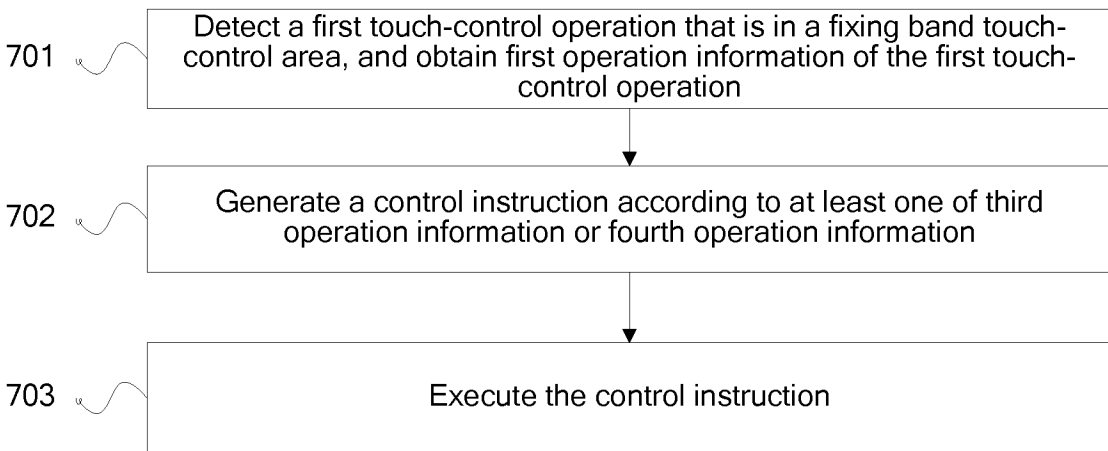 701
Detect a first touch-control operation that is in a fixing band touch-
control area, and obtain first operation information of the first touch-
control operation
702
Generate a control instruction according to at least one of third
operation information or fourth operation information
703
Execute the control instruction